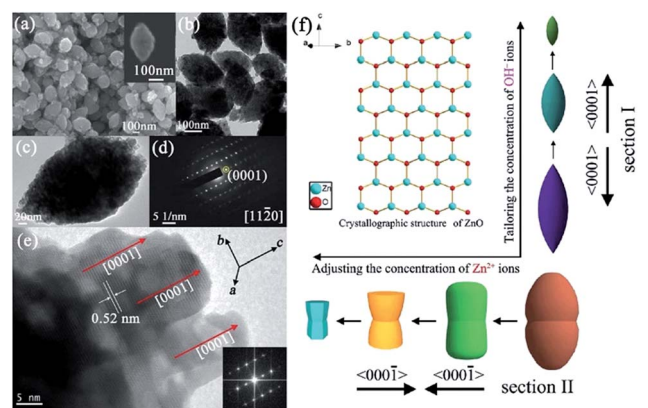 (a)
100nm
100nm
(b)
100nm
(c)
20nm
(d)
(0001)
5 1/nm
[112̄0]
(e)
[0001]
[0001]
[0001]
0.52 nm
b
c
a
5 nm
(f)
c
a
b
Zn
O
Crystallographic structure of ZnO
Tailoring the concentration of OH⁻ ions
<0001>
<0001>
section I
Adjusting the concentration of Zn²⁺ ions
<0001̄>
<0001̄>
section II